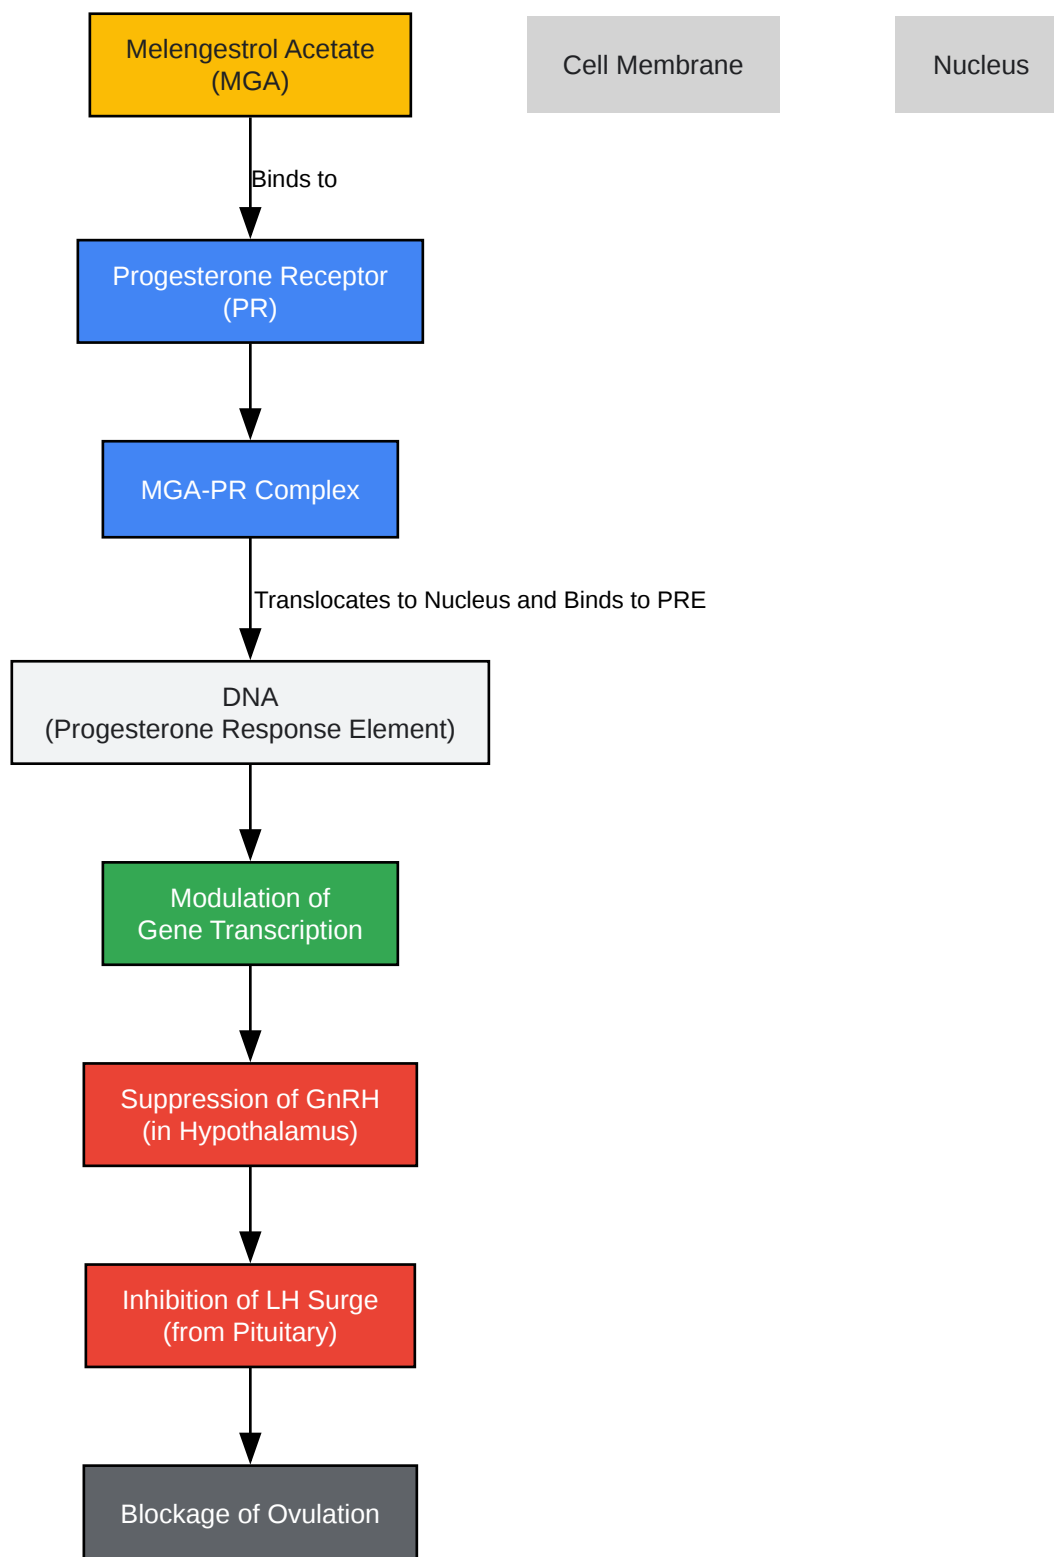 Melengestrol Acetate
(MGA)
Cell Membrane
Nucleus
Binds to
Progesterone Receptor
(PR)
MGA-PR Complex
Translocates to Nucleus and Binds to PRE
DNA
(Progesterone Response Element)
Modulation of
Gene Transcription
Suppression of GnRH
(in Hypothalamus)
Inhibition of LH Surge
(from Pituitary)
Blockage of Ovulation